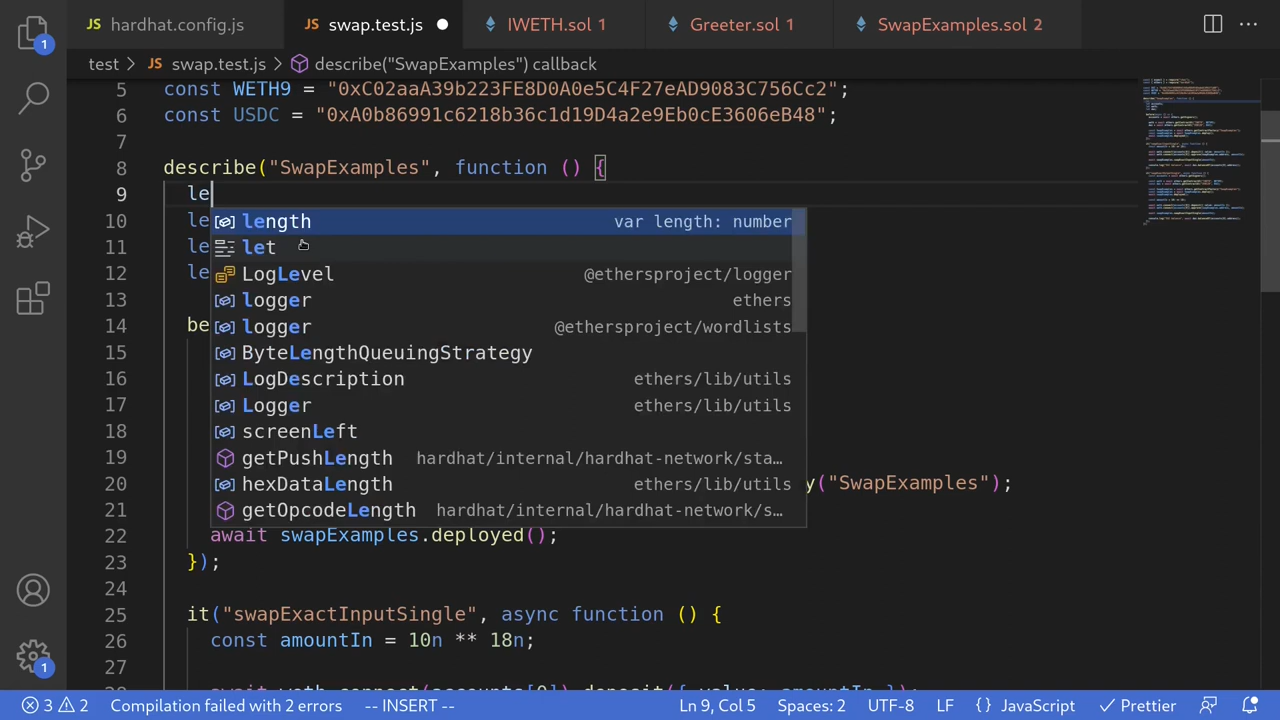 JS hardhat.config.js
JS swap.test.js
IWETH.sol 1
Greeter.sol 1
SwapExamples.sol 2
test > JS swap.test.js > describe("SwapExamples") callback
5 const WETH9 = "0xC02aaA39b223FE8D0A0e5C4F27eAD9083C756Cc2";
6 const USDC = "0xA0b86991c6218b36c1d19D4a2e9Eb0cE3606eB48";
7
8 describe("SwapExamples", function () {
9 le
length var length: number
10 le
11 le
let
12 le
LogLevel @ethersproject/logger
13
logger ethers
14 be
logger @ethersproject/wordlists
15
ByteLengthQueuingStrategy
16
LogDescription ethers/lib/utils
17
Logger ethers/lib/utils
18
screenLeft
19
getPushLength hardhat/internal/hardhat-network/sta…
20 y("SwapExamples");
hexDataLength ethers/lib/utils
21
getOpcodeLength hardhat/internal/hardhat-network/s…
22 await swapExamples.deployed();
23 });
24
25 it("swapExactInputSingle", async function () {
26 const amountIn = 10n ** 18n;
27
1
1
3 2 Compilation failed with 2 errors -- INSERT -- Ln 9, Col 5 Spaces: 2 UTF-8 LF {} JavaScript Prettier